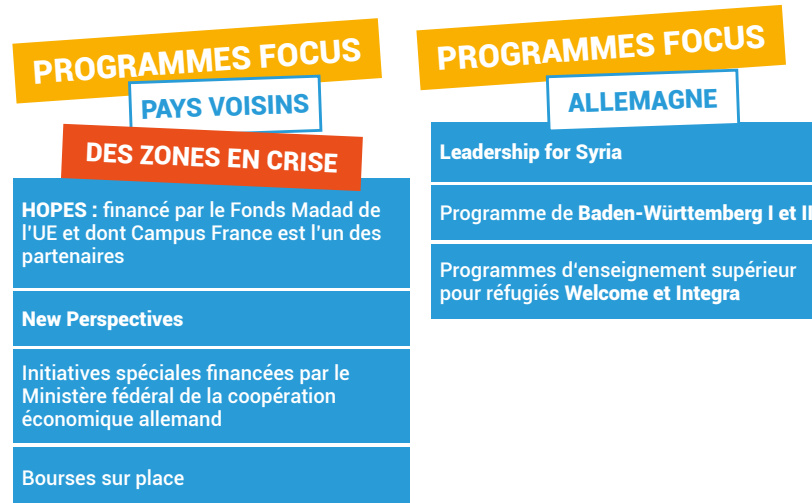 PROGRAMMES FOCUS
PAYS VOISINS
DES ZONES EN CRISE
HOPES : financé par le Fonds Madad de
l'UE et dont Campus France est l'un des
partenaires
New Perspectives
Initiatives spéciales financées par le
Ministère fédéral de la coopération
économique allemand
Bourses sur place
PROGRAMMES FOCUS
ALLEMAGNE
Leadership for Syria
Programme de Baden-Württemberg I et II
Programmes d'enseignement supérieur
pour réfugiés Welcome et Integra